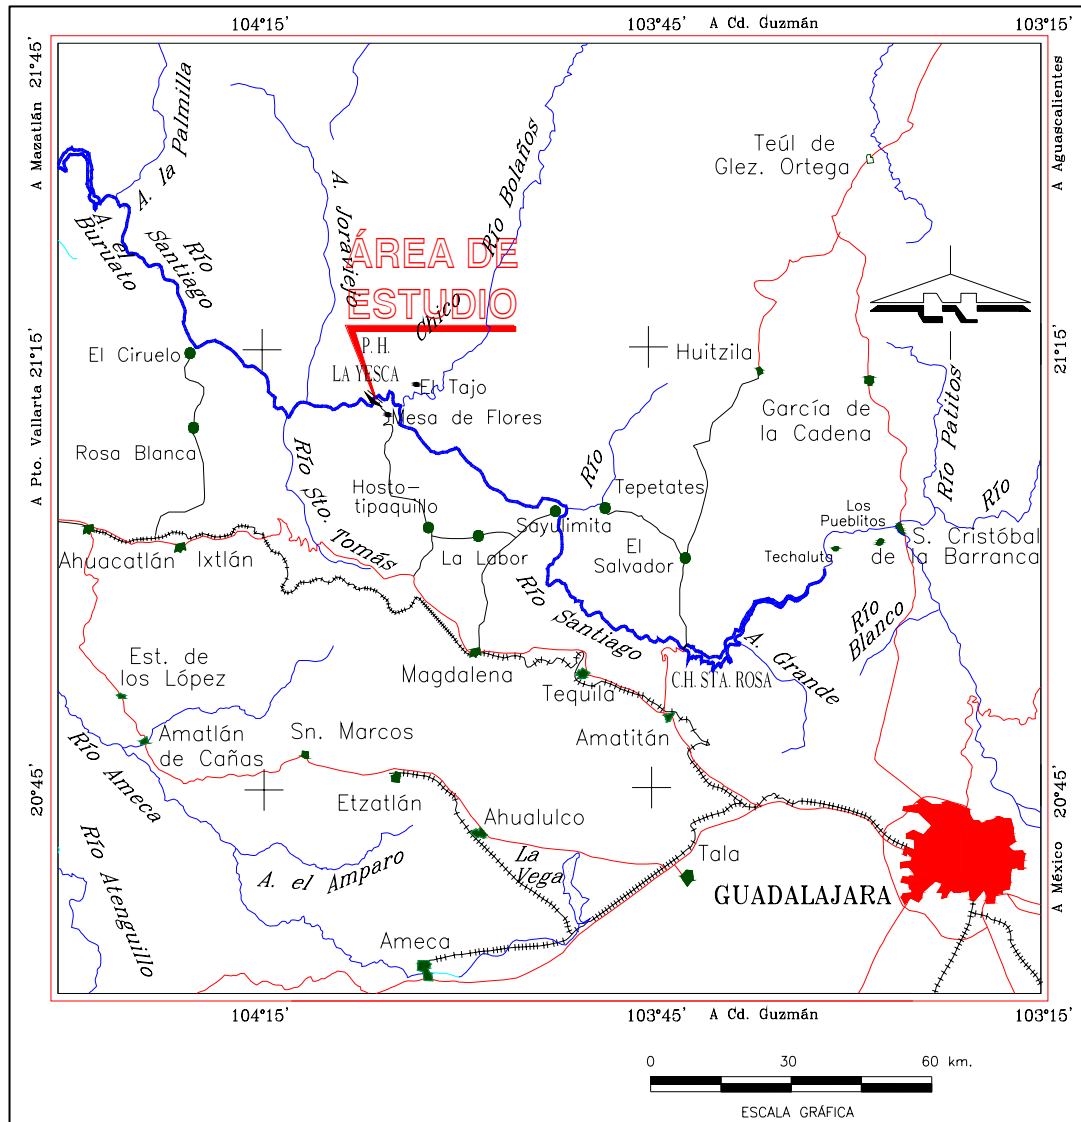 104°15'
103°45'
A Cd. Guzmán
103°15'
A Mazatlán
21°45'
A Aguascalientes
A. la Palmilla
A. el
Buruato
Río
Santiago
A. Joraviejo
Río Bolaños
Chico
Teúl de
Glez. Ortega
ÁREA DE
ESTUDIO
P. H.
LA YESCA
El Tajo
Mesa de Flores
A Pto. Vallarta
21°15'
21°15'
El Ciruelo
Rosa Blanca
Huitzila
García de
la Cadena
Río Patitos
Río
Río Sto. Tomás
Hosto-
tipaquillo
La Labor
Sayulimita
Río
Tepetates
El
Salvador
Los
Pueblitos
Techaluta
S. Cristóbal
de la Barranca
Ahuacatlán
Ixtlán
Río Santiago
Río
Blanco
A. Grande
C.H. STA. ROSA
Est. de
los López
Magdalena
Tequila
Amatitán
Amatlán
de Cañas
Sn. Marcos
Etzatlán
Río Ameca
20°45'
20°45'
Ahualulco
La
Vega
Tala
GUADALAJARA
A. el Amparo
Río Atenguillo
Ameca
A México
104°15'
103°45'
A Cd. Guzmán
103°15'
0
30
60 km.
ESCALA GRÁFICA